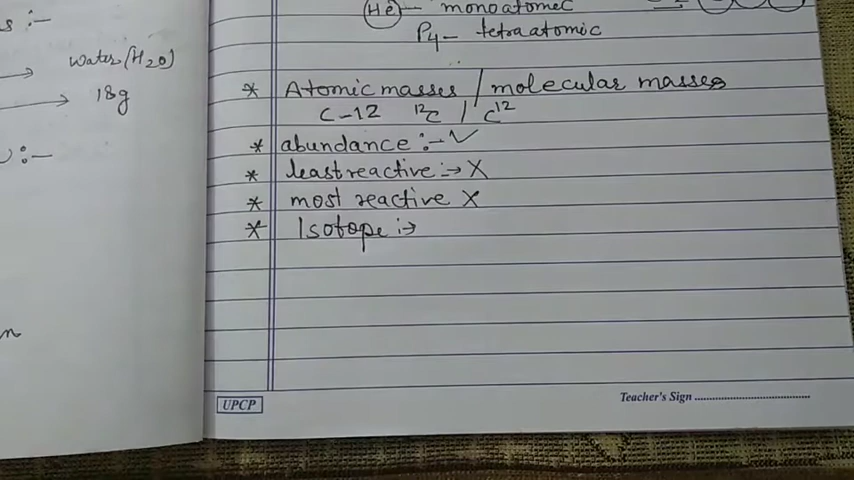 s :-
Water (H₂O)
18g
:-
n
He - monoatomic
P4 - tetraatomic
* Atomic masses / molecular masses
C-12 ¹²C / C¹²
* abundance :- ✓
* least reactive :→ X
* most reactive X
* Isotope :→
UPCP
Teacher's Sign ....................................